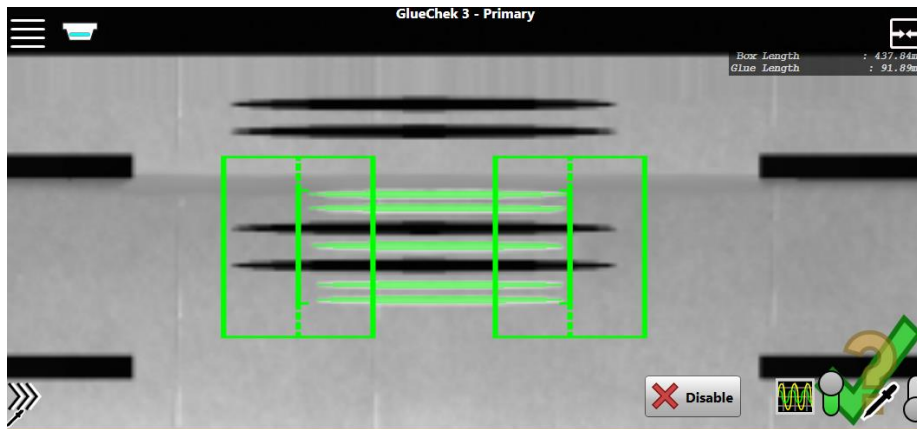 GlueChek 3 - Primary
Box Length : 437.84m
Glue Length : 91.89m
Disable